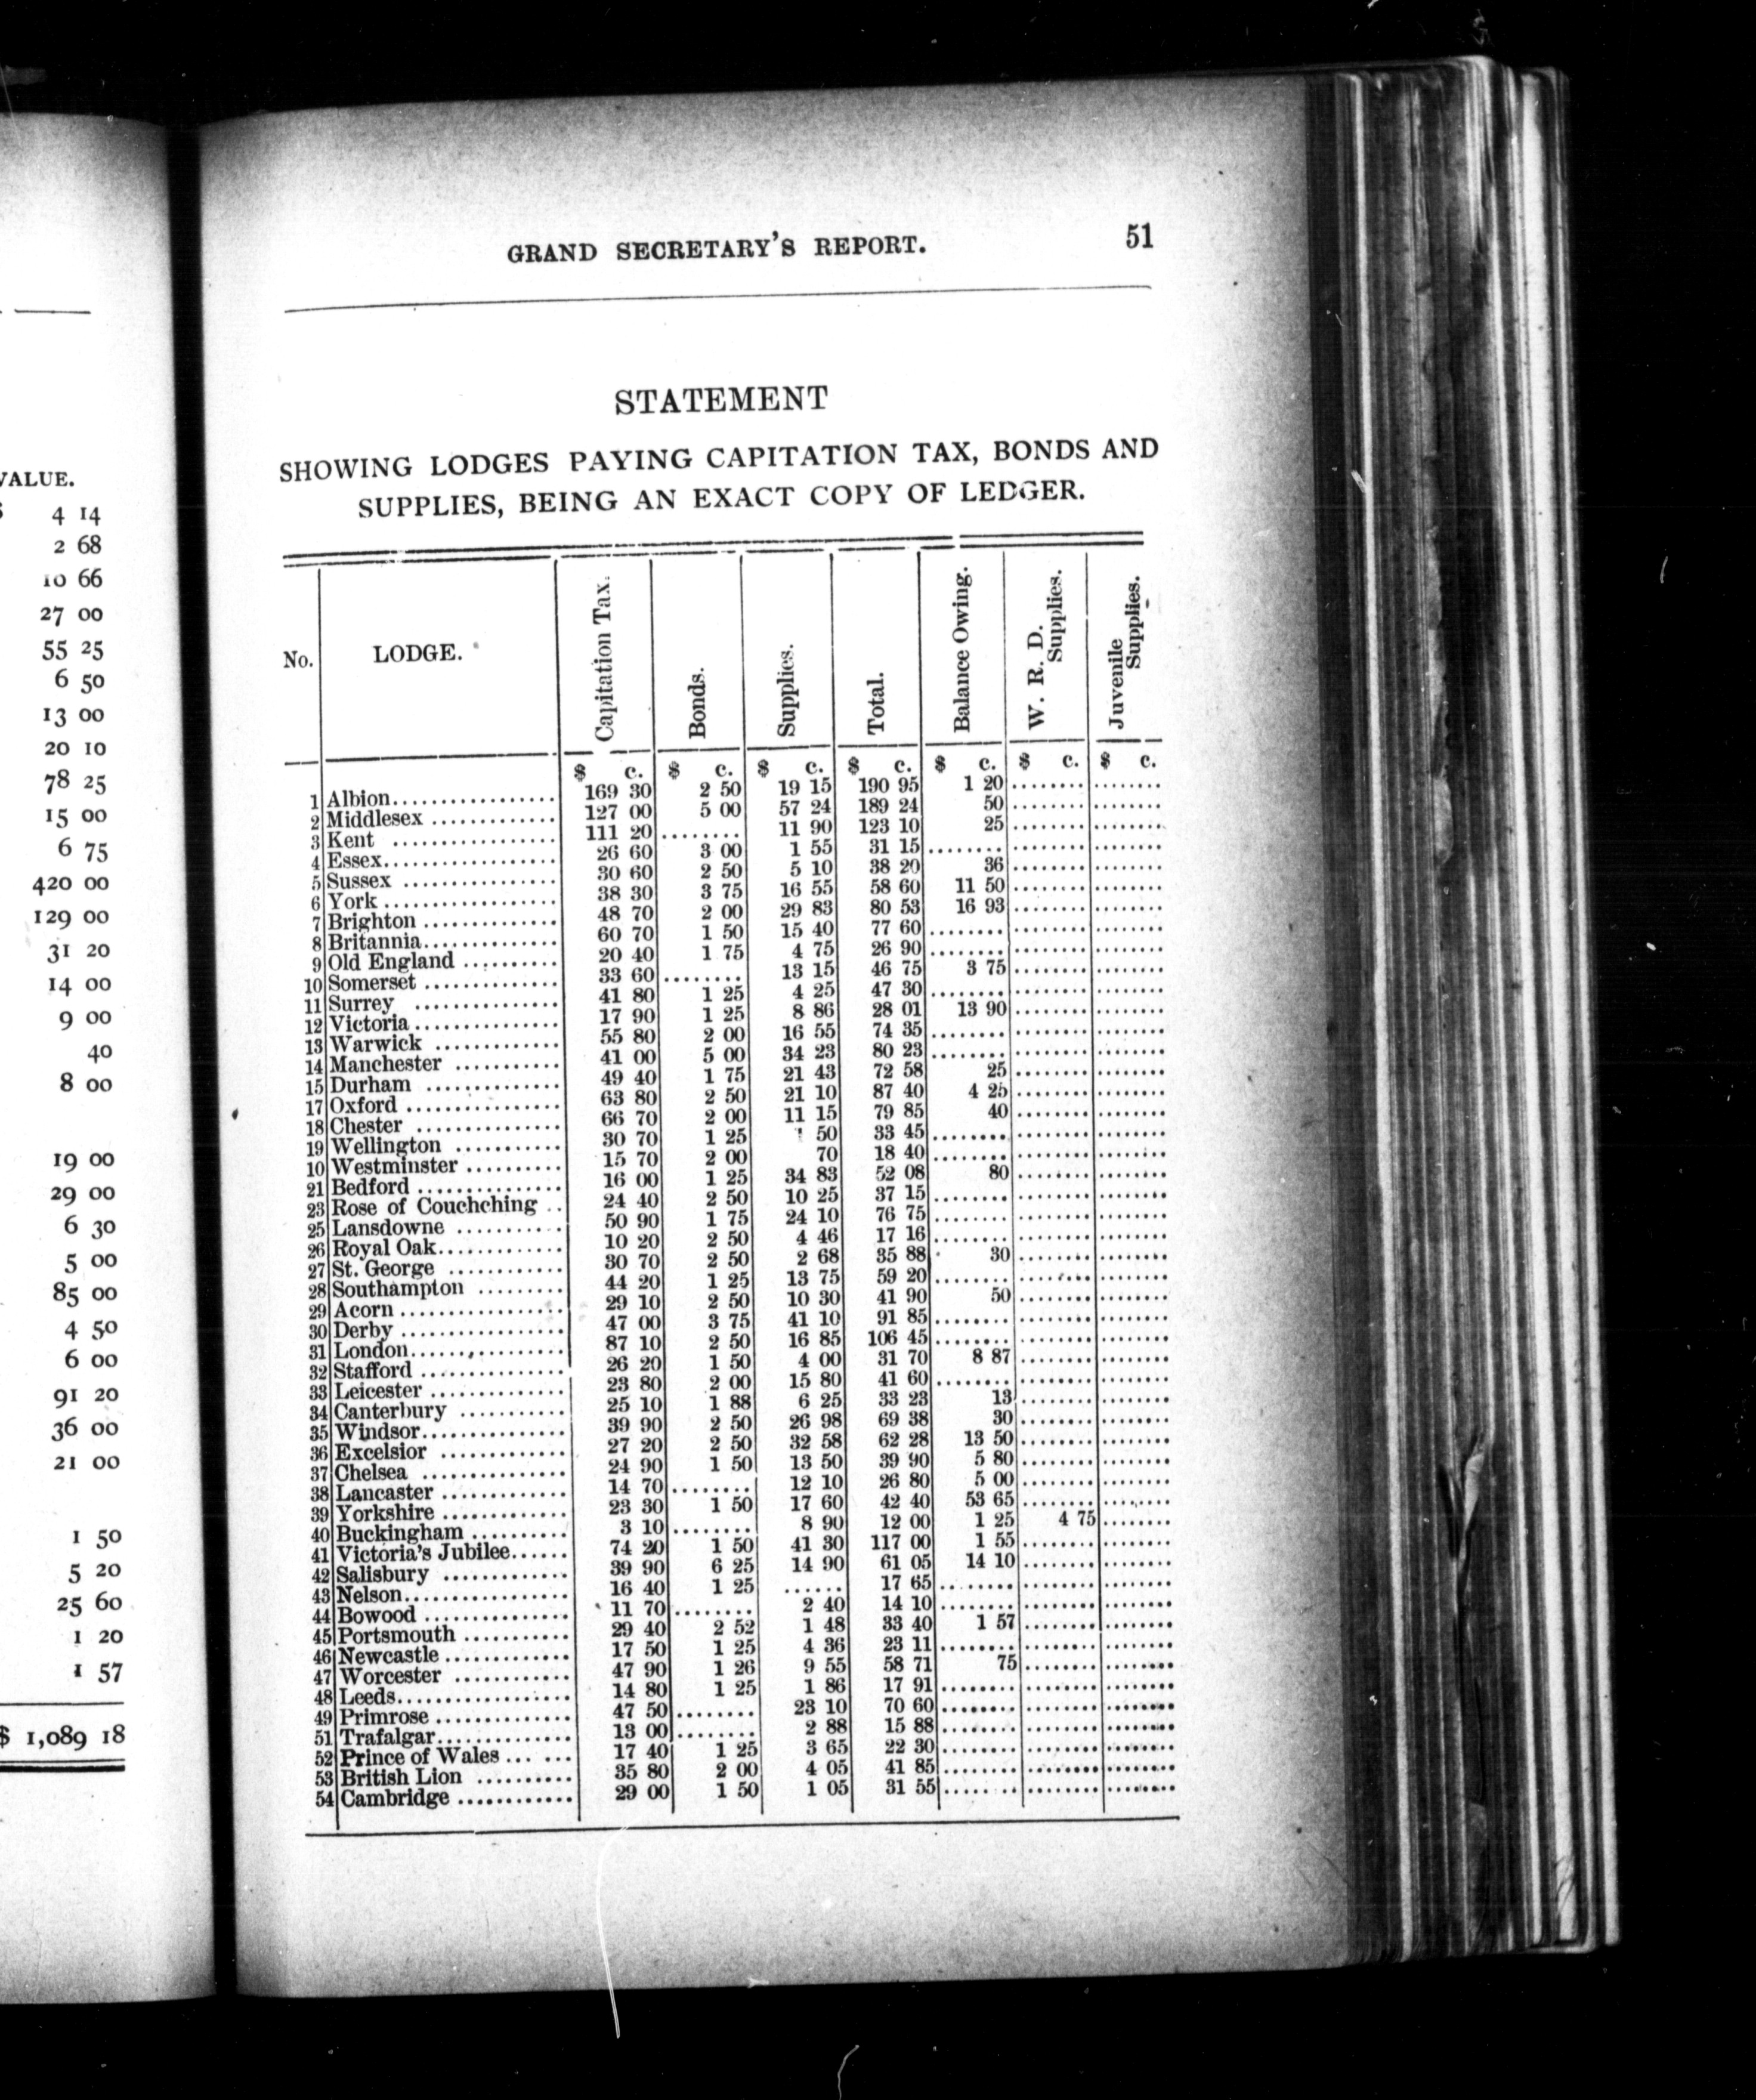 VALUE.
4 14
2 68
10 66
27 00
55 25
6 50
13 00
20 10
78 25
15 00
6 75
420 00
129 00
31 20
14 00
9 00
40
8 00
19 00
29 00
6 30
5 00
85 00
4 50
6 00
91 20
36 00
21 00
1 50
5 20
25 60
1 20
1 57
$ 1,089 18
GRAND SECRETARY'S REPORT. 51
STATEMENT
SHOWING LODGES PAYING CAPITATION TAX, BONDS AND
SUPPLIES, BEING AN EXACT COPY OF LEDGER.
No. LODGE. Capitation Tax. Bonds. Supplies. Total. Balance Owing. W. R. D. Supplies. Juvenile Supplies.
$ c. $ c. $ c. $ c. $ c. $ c. $ c.
1 Albion................ 169 30 2 50 19 15 190 95 1 20 ........ ........
2 Middlesex ............ 127 00 5 00 57 24 189 24 50 ........ ........
3 Kent ................ 111 20 ........ 11 90 123 10 25 ........ ........
4 Essex................. 26 60 3 00 1 55 31 15 ........ ........ ........
5 Sussex ............... 30 60 2 50 5 10 38 20 36 ........ ........
6 York ................. 38 30 3 75 16 55 58 60 11 50 ........ ........
7 Brighton ............. 48 70 2 00 29 83 80 53 16 93 ........ ........
8 Britannia............. 60 70 1 50 15 40 77 60 ........ ........ ........
9 Old England .......... 20 40 1 75 4 75 26 90 ........ ........ ........
10 Somerset ............. 33 60 ........ 13 15 46 75 3 75 ........ ........
11 Surrey .............. 41 80 1 25 4 25 47 30 ........ ........ ........
12 Victoria .............. 17 90 1 25 8 86 28 01 13 90 ........ ........
13 Warwick ............ 55 80 2 00 16 55 74 35 ........ ........ ........
14 Manchester .......... 41 00 5 00 34 23 80 23 ........ ........ ........
15 Durham ............. 49 40 1 75 21 43 72 58 25 ........ ........
17 Oxford ............... 63 80 2 50 21 10 87 40 4 25 ........ ........
18 Chester .............. 66 70 2 00 11 15 79 85 40 ........ ........
19 Wellington .......... 30 70 1 25 50 33 45 ........ ........ ........
10 Westminster ......... 15 70 2 00 70 18 40 ........ ........ ........
21 Bedford .............. 16 00 1 25 34 83 52 08 80 ........ ........
23 Rose of Couchching .. 24 40 2 50 10 25 37 15 ........ ........ ........
25 Lansdowne .......... 50 90 1 75 24 10 76 75 ........ ........ ........
26 Royal Oak............ 10 20 2 50 4 46 17 16 ........ ........ ........
27 St. George ........... 30 70 2 50 2 68 35 88 30 ........ ........
28 Southampton ........ 44 20 1 25 13 75 59 20 ........ ........ ........
29 Acorn ............... 29 10 2 50 10 30 41 90 50 ........ ........
30 Derby ............... 47 00 3 75 41 10 91 85 ........ ........ ........
31 London.............. 87 10 2 50 16 85 106 45 ........ ........ ........
32 Stafford .............. 26 20 1 50 4 00 31 70 8 87 ........ ........
33 Leicester ............. 23 80 2 00 15 80 41 60 ........ ........ ........
34 Canterbury .......... 25 10 1 88 6 25 33 23 13 ........ ........
35 Windsor.............. 39 90 2 50 26 98 69 38 30 ........ ........
36 Excelsior ............ 27 20 2 50 32 58 62 28 13 50 ........ ........
37 Chelsea .............. 24 90 1 50 13 50 39 90 5 80 ........ ........
38 Lancaster ............ 14 70 ........ 12 10 26 80 5 00 ........ ........
39 Yorkshire ............ 23 30 1 50 17 60 42 40 53 65 ........ ........
40 Buckingham ......... 3 10 ........ 8 90 12 00 1 25 4 75 ........
41 Victoria's Jubilee...... 74 20 1 50 41 30 117 00 1 55 ........ ........
42 Salisbury ............ 39 90 6 25 14 90 61 05 14 10 ........ ........
43 Nelson................ 16 40 1 25 ...... 17 65 ........ ........ ........
44 Bowood .............. 11 70 ........ 2 40 14 10 ........ ........ ........
45 Portsmouth .......... 29 40 2 52 1 48 33 40 1 57 ........ ........
46 Newcastle ............ 17 50 1 25 4 36 23 11 ........ ........ ........
47 Worcester ........... 47 90 1 26 9 55 58 71 75 ........ ........
48 Leeds................. 14 80 1 25 1 86 17 91 ........ ........ ........
49 Primrose ............. 47 50 ........ 23 10 70 60 ........ ........ ........
51 Trafalgar............. 13 00 ........ 2 88 15 88 ........ ........ ........
52 Prince of Wales ... ... 17 40 1 25 3 65 22 30 ........ ........ ........
53 British Lion .......... 35 80 2 00 4 05 41 85 ........ ........ ........
54 Cambridge ............ 29 00 1 50 1 05 31 55 ........ ........ ........